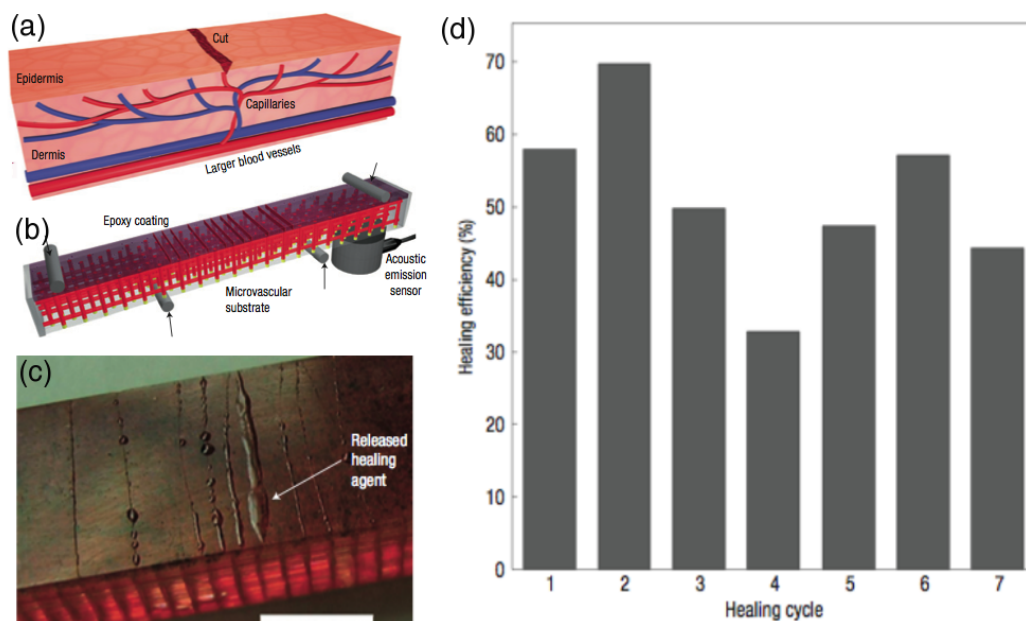 (a)
Cut
Epidermis
Capillaries
Dermis
Larger blood vessels
(b)
Epoxy coating
Acoustic
emission
sensor
Microvascular
substrate
(c)
Released
healing
agent
(d)
Healing efficiency (%)
70
60
50
40
30
20
10
0
1 2 3 4 5 6 7
Healing cycle